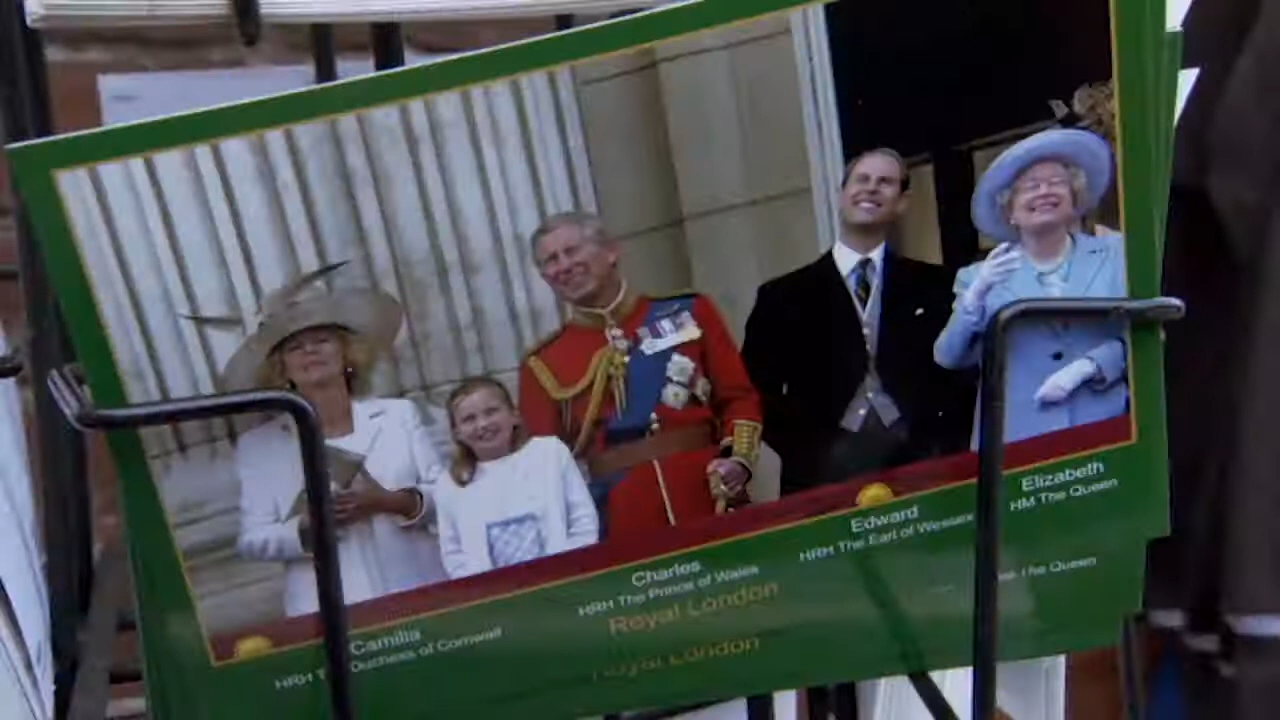 Elizabeth
HM The Queen
Edward
HRH The Earl of Wessex
Charles
HRH The Prince of Wales
Camilla
HRH Duchess of Cornwall
Royal London
The Queen
Royal London